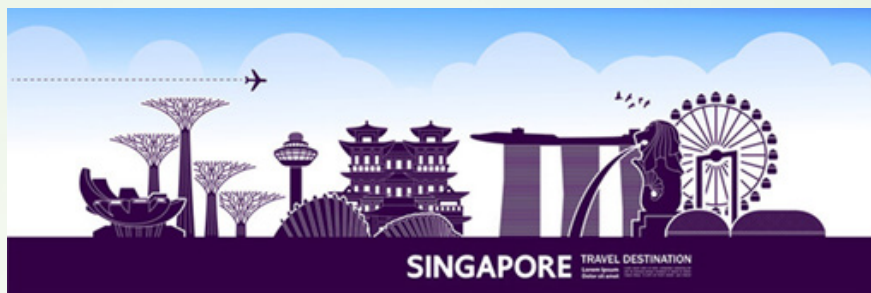 SINGAPORE
TRAVEL DESTINATION
Lorem Ipsum
Dolor sit amet